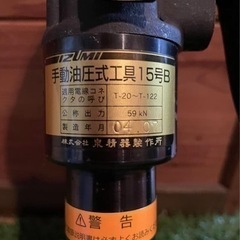 IZUMI
手動油圧式工具15号B
適用電線コネクタの呼び T-20〜T-122
公称出力 59kN
製造年月 04.
株式会社 泉精器製作所
警告